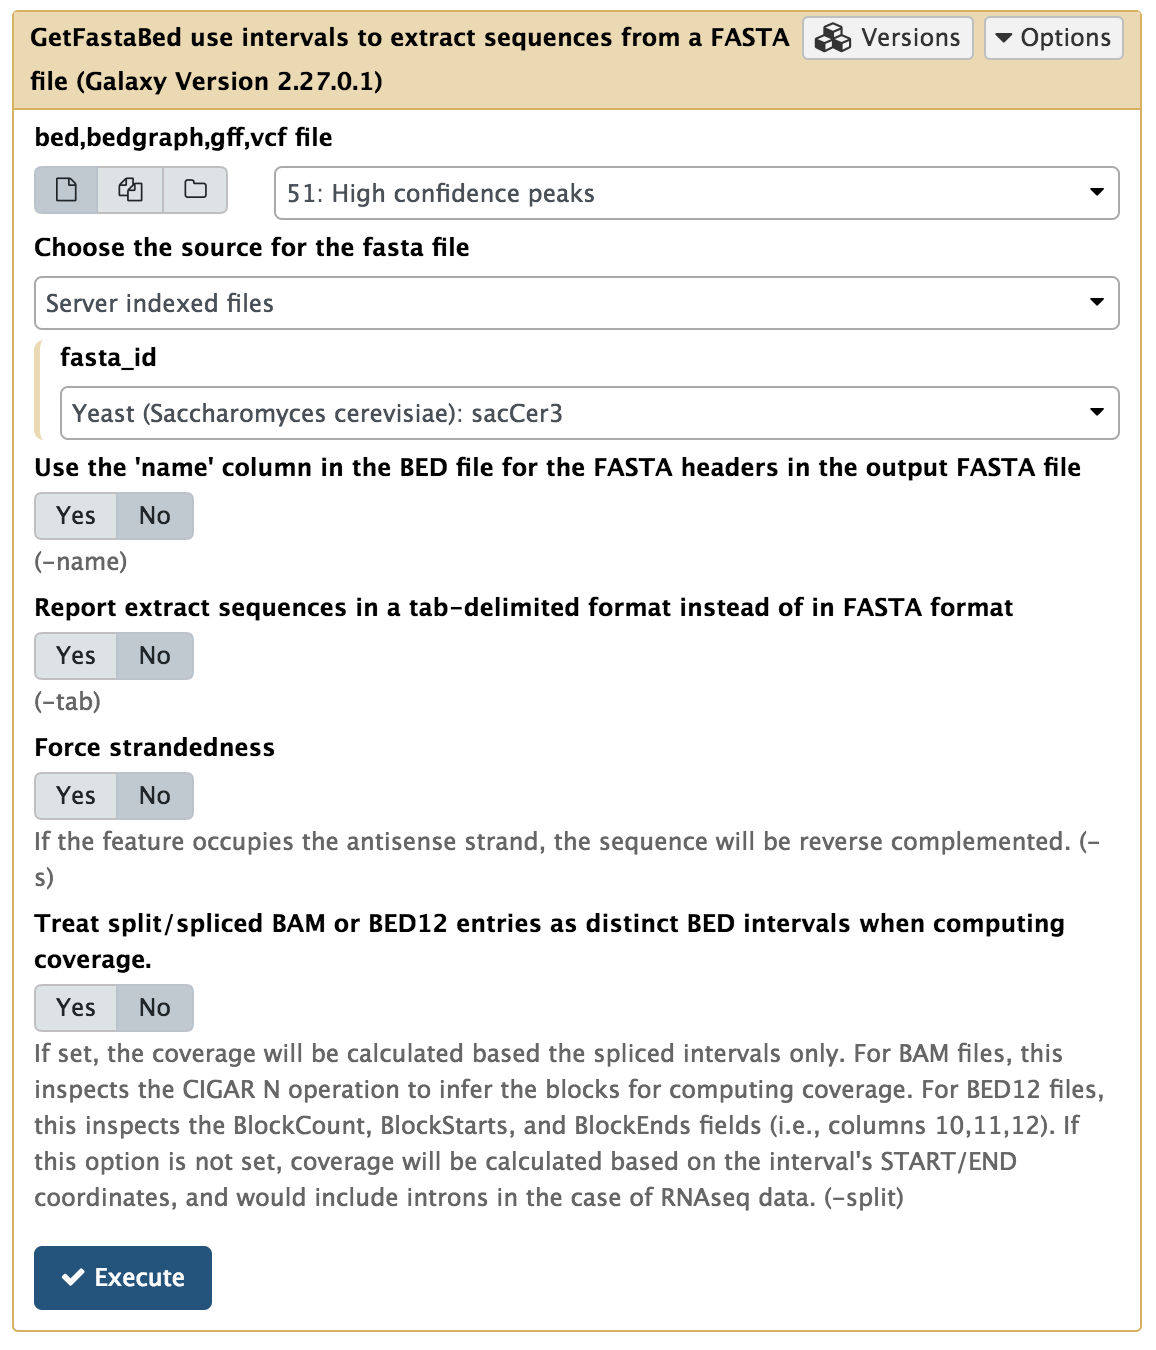 GetFastaBed use intervals to extract sequences from a FASTA
file (Galaxy Version 2.27.0.1)
Versions
Options
bed,bedgraph,gff,vcf file
51: High confidence peaks
Choose the source for the fasta file
Server indexed files
fasta_id
Yeast (Saccharomyces cerevisiae): sacCer3
Use the 'name' column in the BED file for the FASTA headers in the output FASTA file
Yes No
(-name)
Report extract sequences in a tab-delimited format instead of in FASTA format
Yes No
(-tab)
Force strandedness
Yes No
If the feature occupies the antisense strand, the sequence will be reverse complemented. (-
s)
Treat split/spliced BAM or BED12 entries as distinct BED intervals when computing
coverage.
Yes No
If set, the coverage will be calculated based the spliced intervals only. For BAM files, this
inspects the CIGAR N operation to infer the blocks for computing coverage. For BED12 files,
this inspects the BlockCount, BlockStarts, and BlockEnds fields (i.e., columns 10,11,12). If
this option is not set, coverage will be calculated based on the interval's START/END
coordinates, and would include introns in the case of RNAseq data. (-split)
Execute